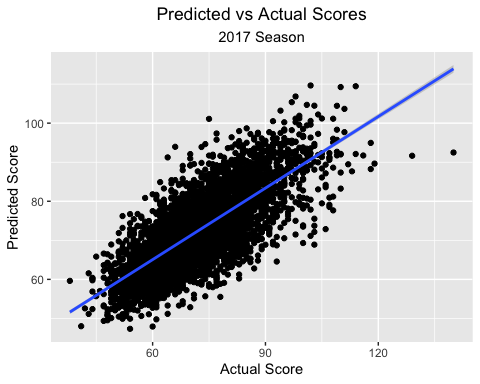 Predicted vs Actual Scores
2017 Season
Predicted Score
100
80
60
60 90 120
Actual Score